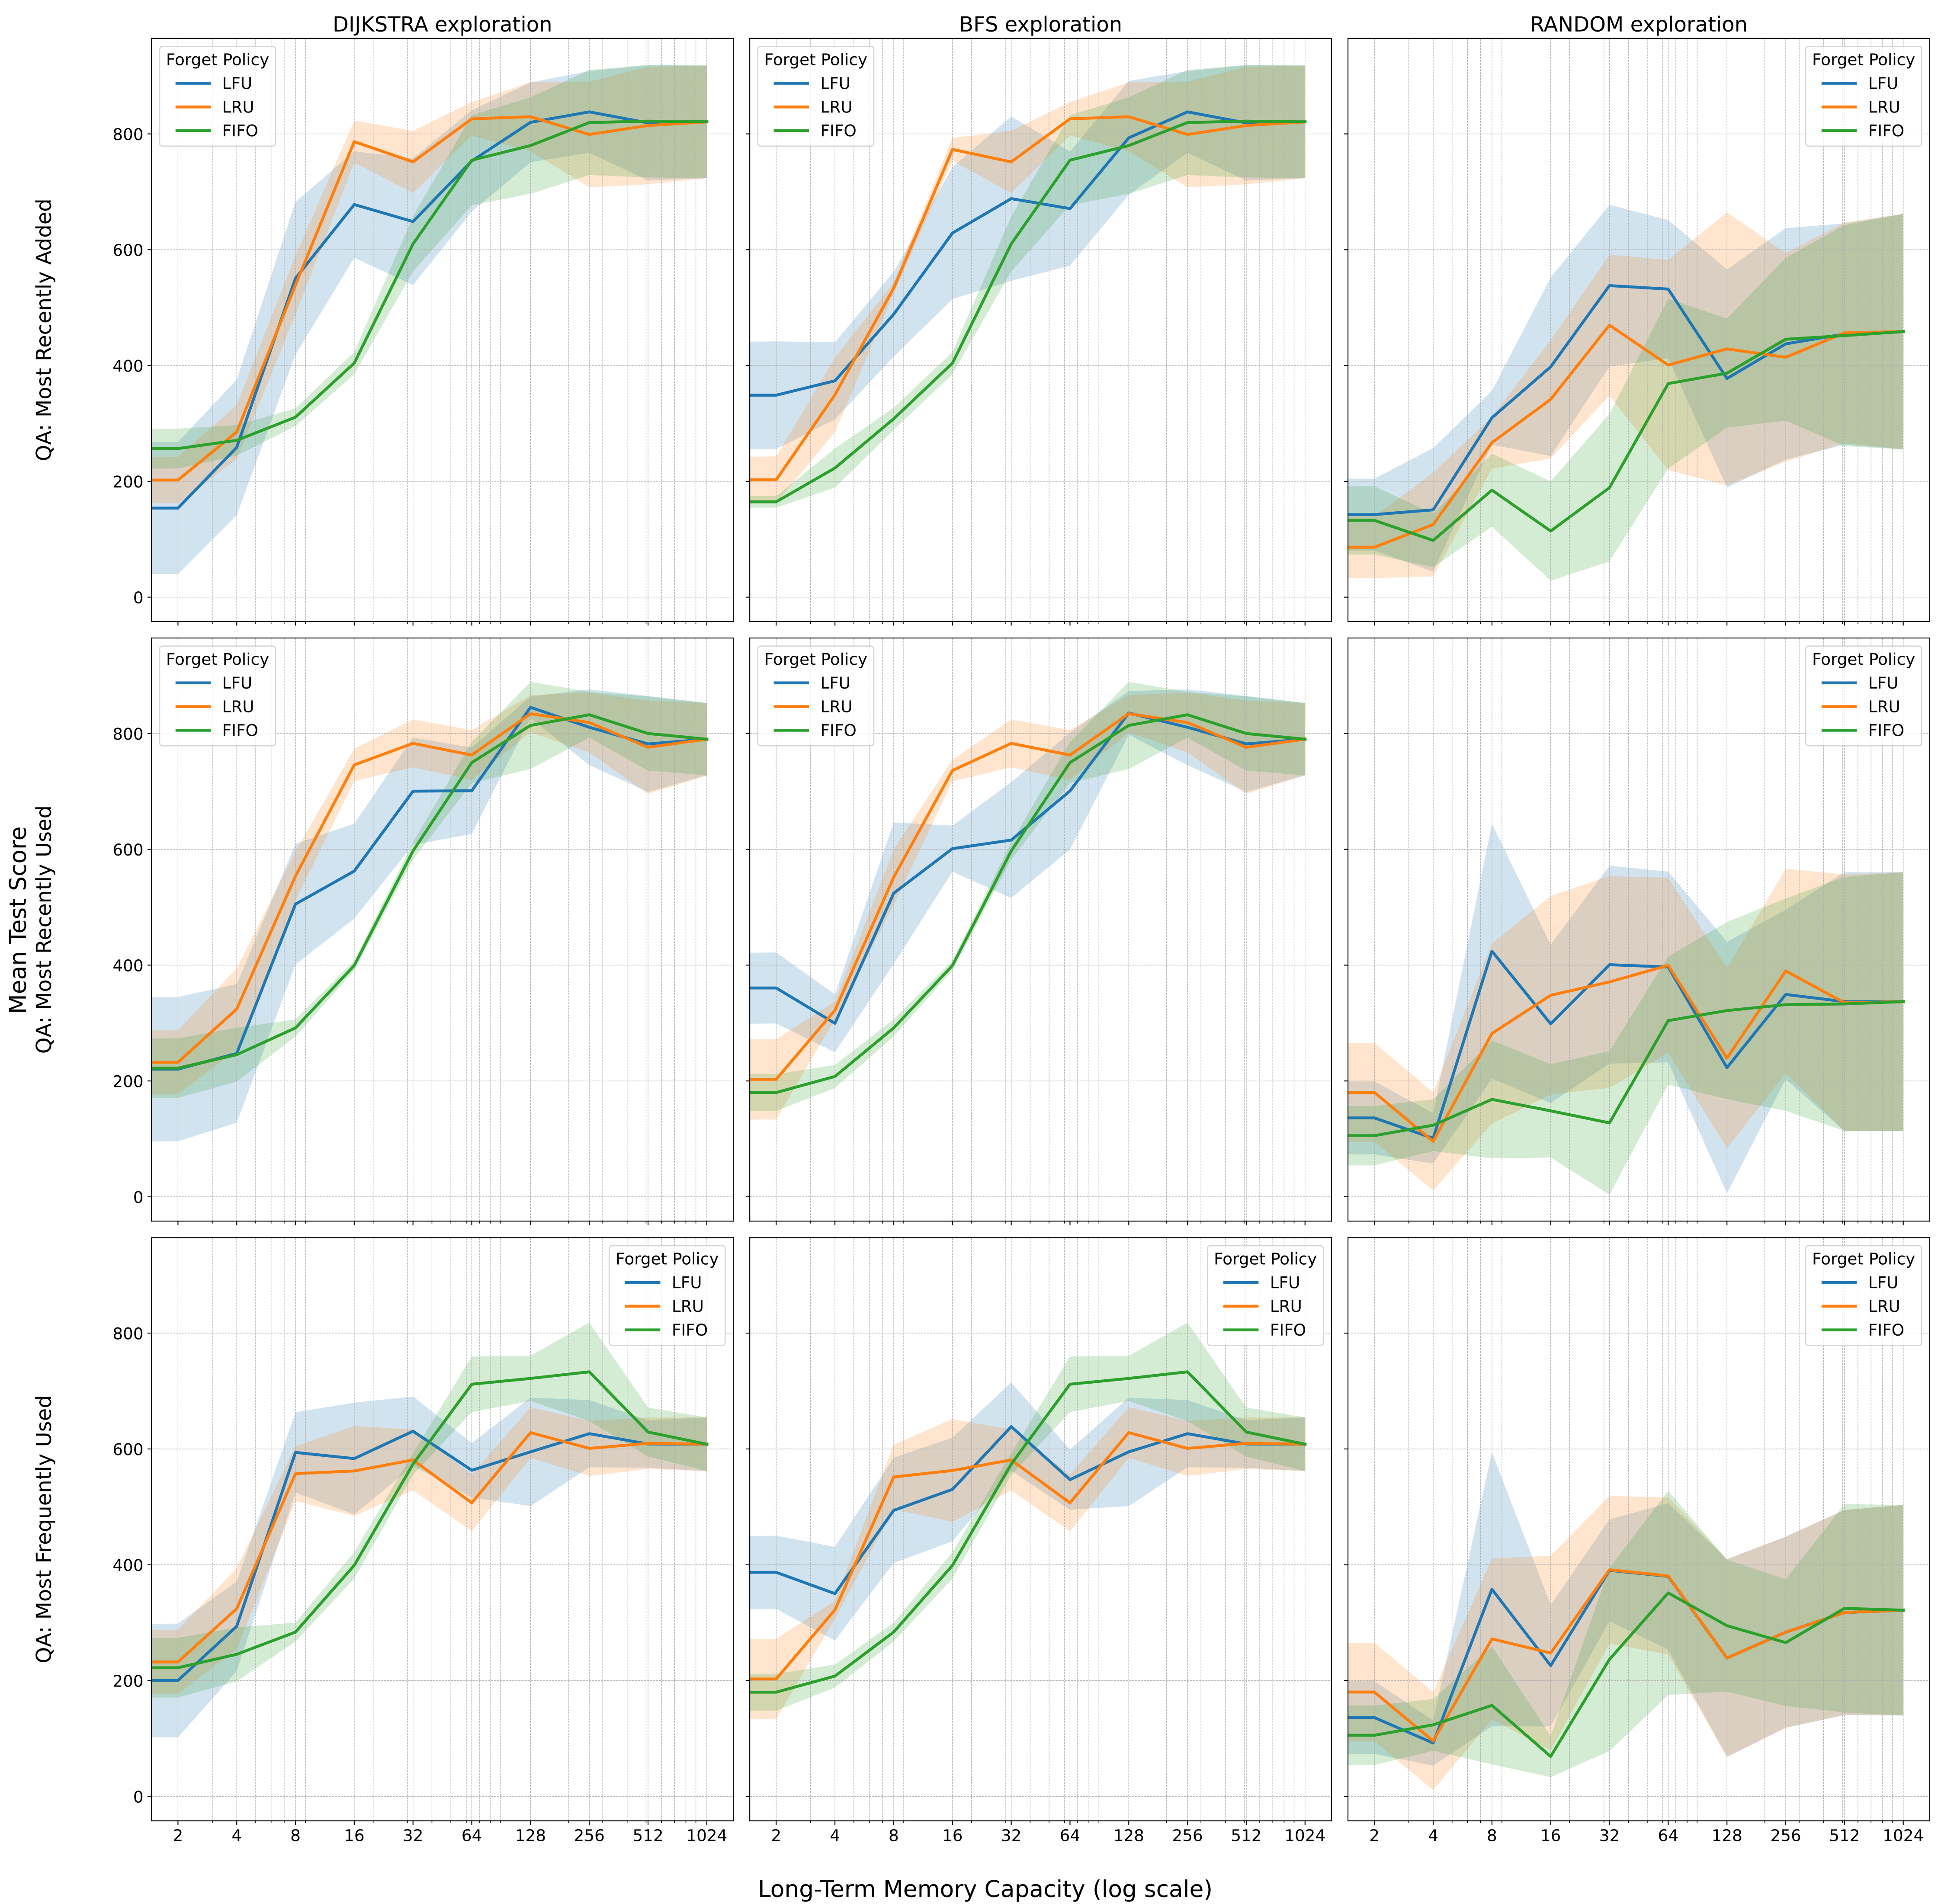 DIJKSTRA exploration
BFS exploration
RANDOM exploration
Mean Test Score
QA: Most Recently Added
800
600
400
200
0
Forget Policy
LFU
LRU
FIFO
Forget Policy
LFU
LRU
FIFO
Forget Policy
LFU
LRU
FIFO
QA: Most Recently Used
800
600
400
200
0
Forget Policy
LFU
LRU
FIFO
Forget Policy
LFU
LRU
FIFO
Forget Policy
LFU
LRU
FIFO
QA: Most Frequently Used
800
600
400
200
0
Forget Policy
LFU
LRU
FIFO
Forget Policy
LFU
LRU
FIFO
Forget Policy
LFU
LRU
FIFO
2 4 8 16 32 64 128 256 512 1024
2 4 8 16 32 64 128 256 512 1024
2 4 8 16 32 64 128 256 512 1024
Long-Term Memory Capacity (log scale)